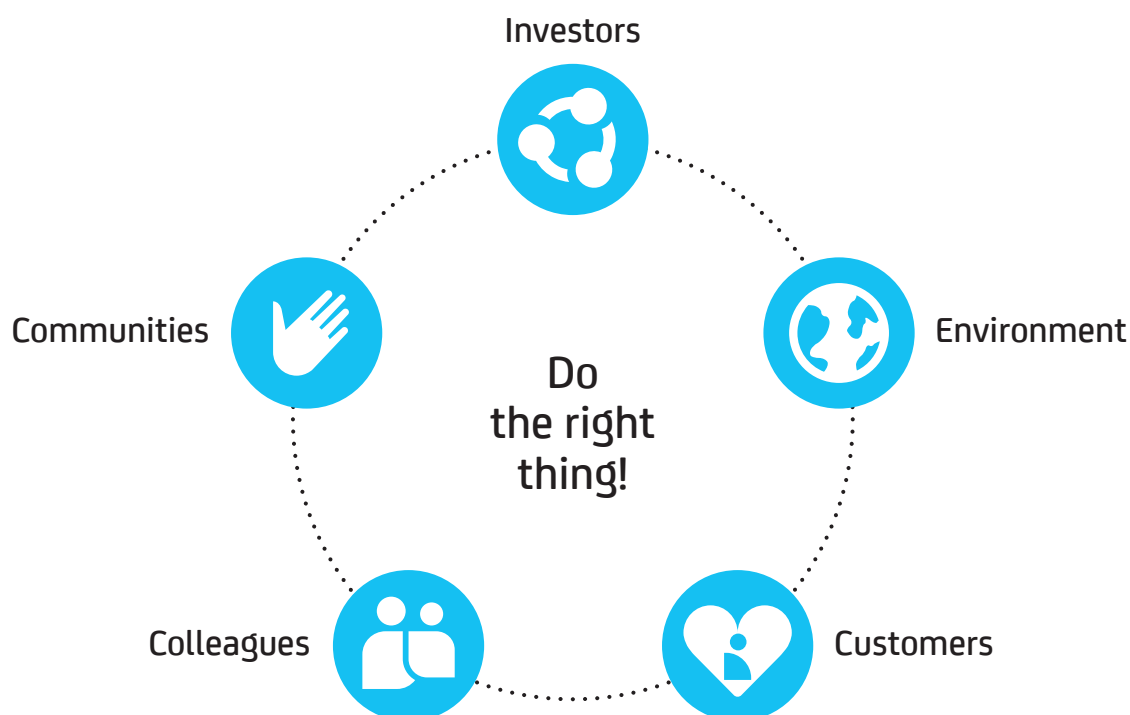 Investors
Communities
Environment
Do
the right
thing!
Colleagues
Customers